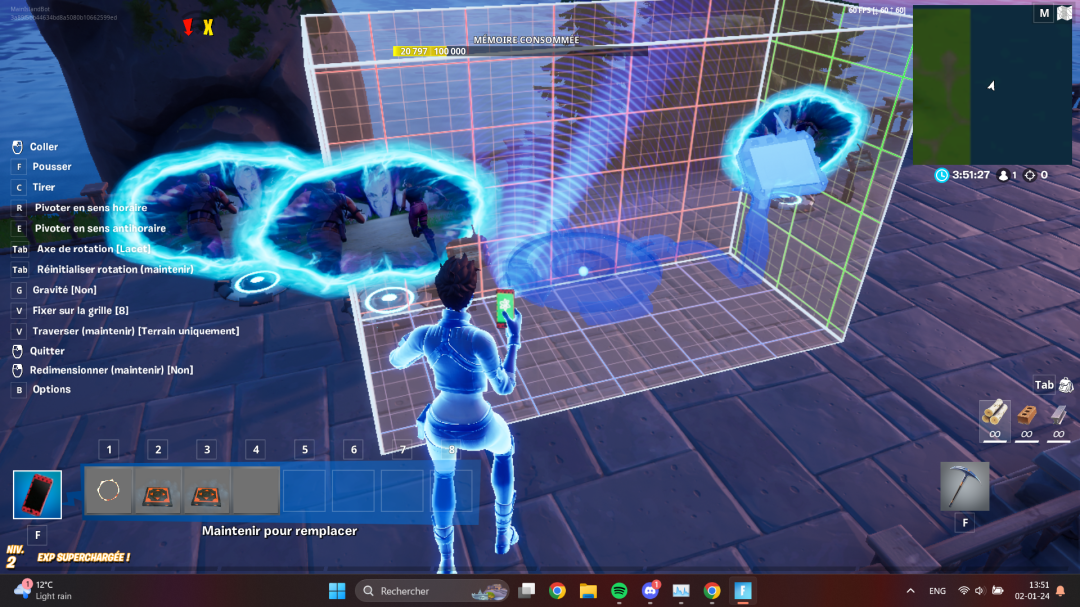 MainIslandBot
60 FPS [ 60 ↑ 60]
M
X
MÉMOIRE CONSOMMÉE
20 797 : 100 000
3:51:27
1
0
Coller
F Pousser
C Tirer
R Pivoter en sens horaire
E Pivoter en sens antihoraire
Tab Axe de rotation [Lacet]
Tab Réinitialiser rotation (maintenir)
G Gravité [Non]
V Fixer sur la grille [8]
V Traverser (maintenir) [Terrain uniquement]
Quitter
Redimensionner (maintenir) [Non]
B Options
Tab
∞ ∞ ∞
1 2 3 4 5 6 7 8
Maintenir pour remplacer
F
F
NIV.
2
EXP SUPERCHARGÉE !
1
12°C
Light rain
Rechercher
1
F
ENG
13:51
02-01-24